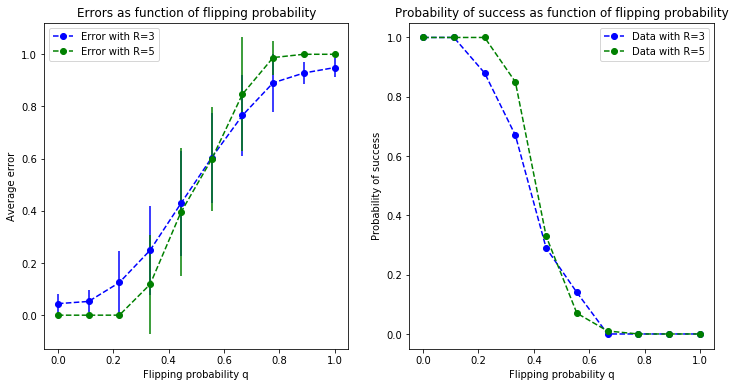 Errors as function of flipping probability
Error with R=3
Error with R=5
1.0
0.8
0.6
0.4
0.2
0.0
Average error
0.0 0.2 0.4 0.6 0.8 1.0
Flipping probability q
Probability of success as function of flipping probability
Data with R=3
Data with R=5
1.0
0.8
0.6
0.4
0.2
0.0
Probability of success
0.0 0.2 0.4 0.6 0.8 1.0
Flipping probability q